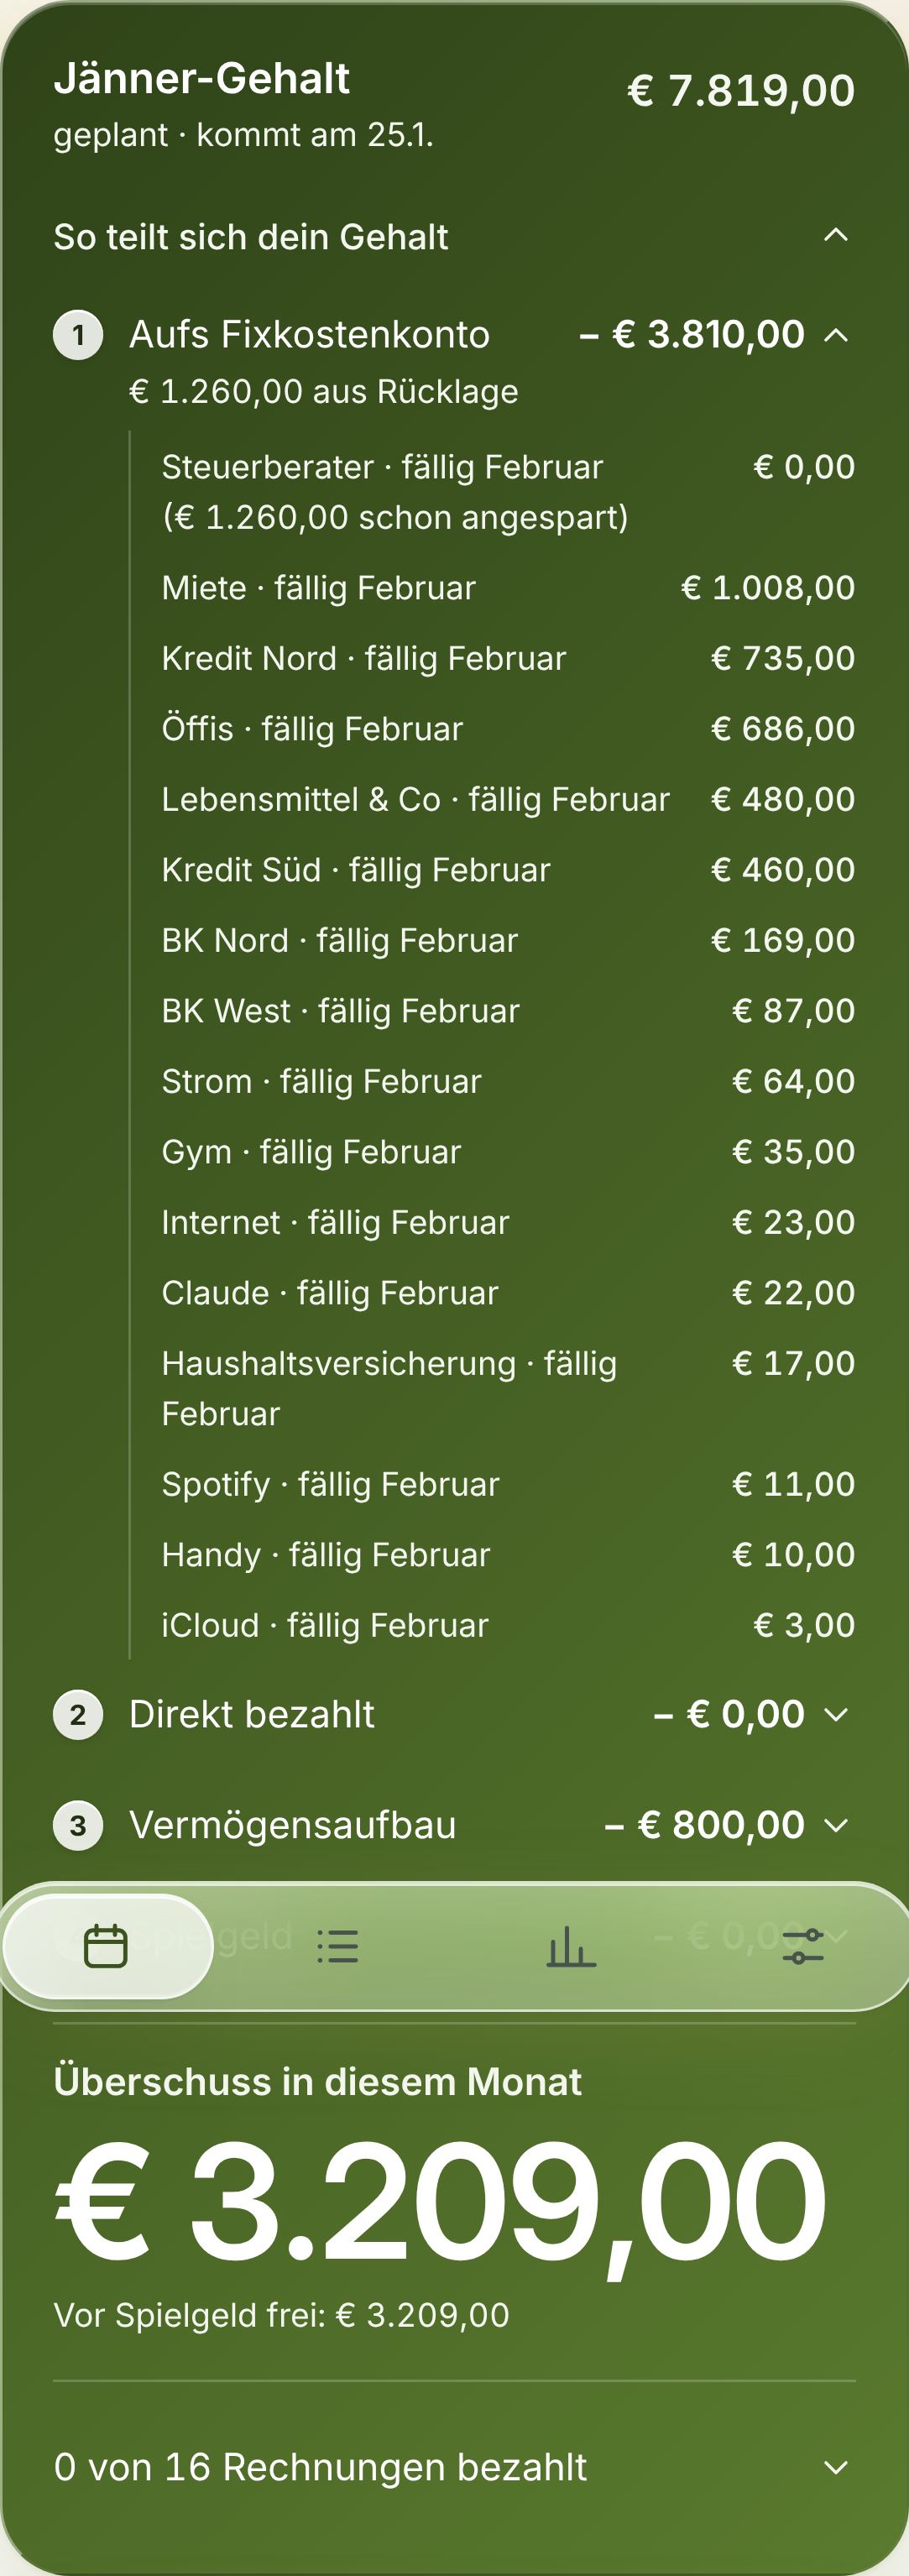 Jänner-Gehalt
€ 7.819,00
geplant · kommt am 25.1.
So teilt sich dein Gehalt
1 Aufs Fixkostenkonto – € 3.810,00
€ 1.260,00 aus Rücklage
Steuerberater · fällig Februar € 0,00
(€ 1.260,00 schon angespart)
Miete · fällig Februar € 1.008,00
Kredit Nord · fällig Februar € 735,00
Öffis · fällig Februar € 686,00
Lebensmittel & Co · fällig Februar € 480,00
Kredit Süd · fällig Februar € 460,00
BK Nord · fällig Februar € 169,00
BK West · fällig Februar € 87,00
Strom · fällig Februar € 64,00
Gym · fällig Februar € 35,00
Internet · fällig Februar € 23,00
Claude · fällig Februar € 22,00
Haushaltsversicherung · fällig € 17,00
Februar
Spotify · fällig Februar € 11,00
Handy · fällig Februar € 10,00
iCloud · fällig Februar € 3,00
2 Direkt bezahlt – € 0,00
3 Vermögensaufbau – € 800,00
Spielgeld – € 0,00
Überschuss in diesem Monat
€ 3.209,00
Vor Spielgeld frei: € 3.209,00
0 von 16 Rechnungen bezahlt